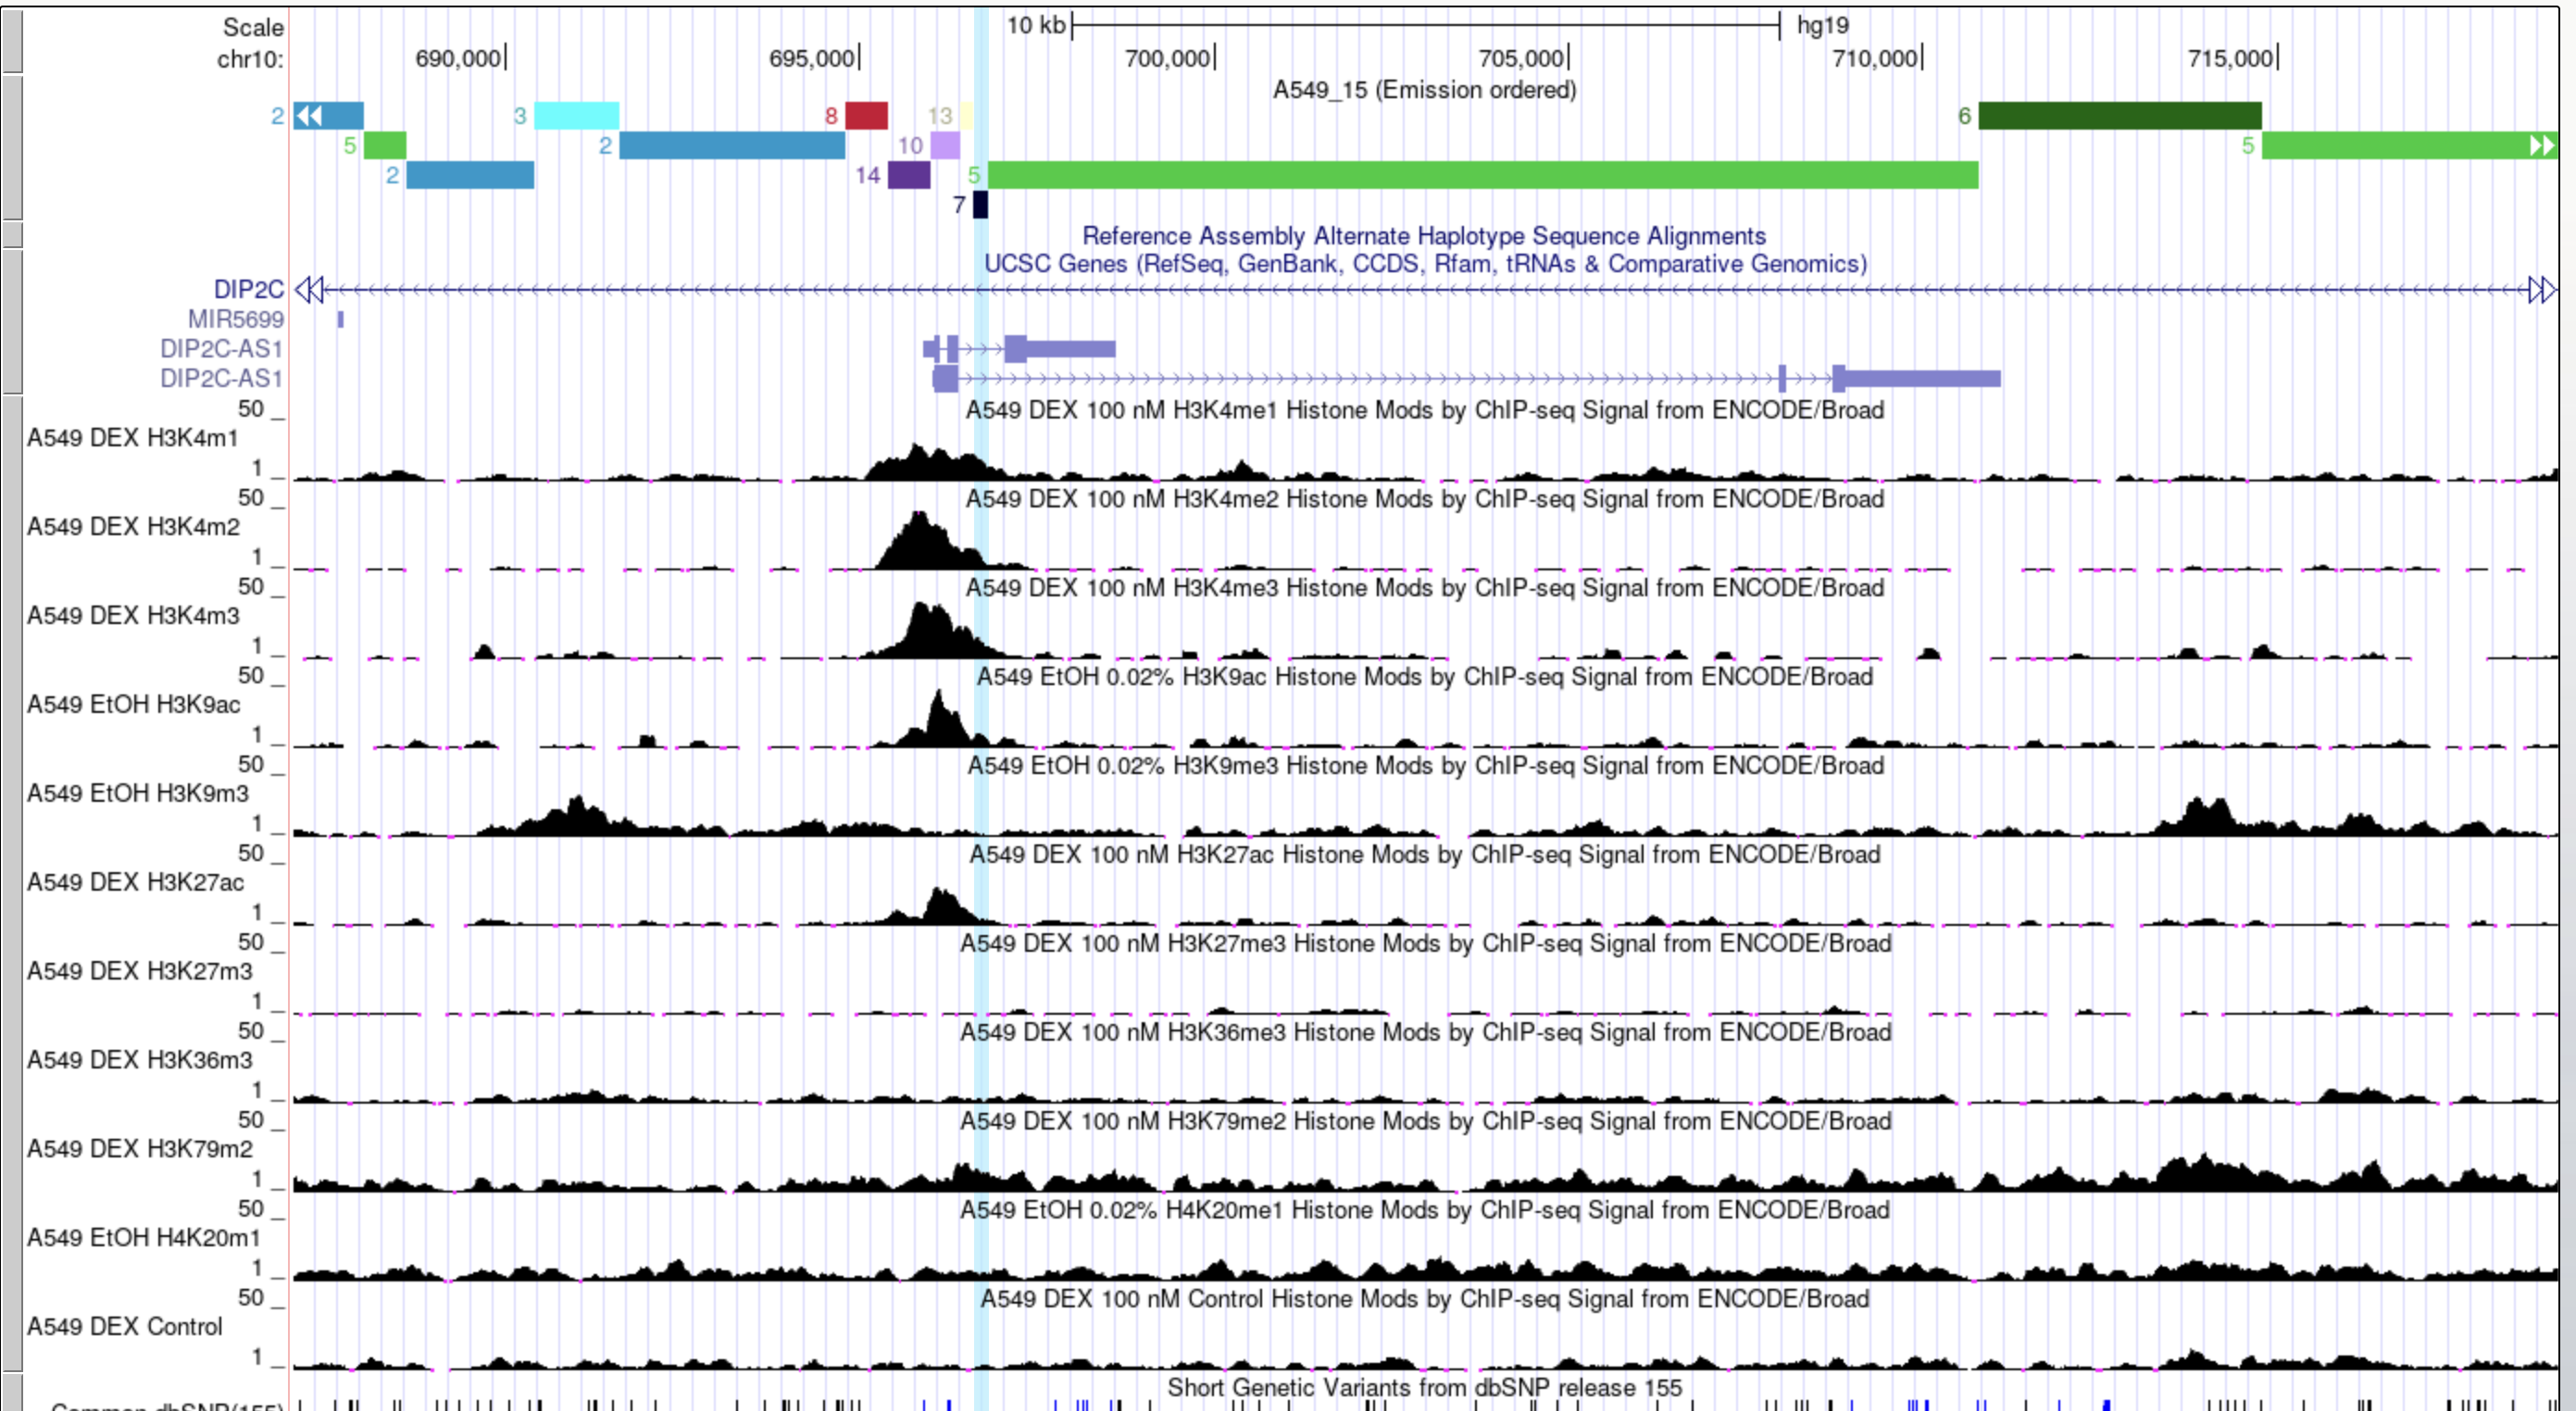 Scale 10 kb hg19
chr10: 690,000 695,000 700,000 705,000 710,000 715,000
A549_15 (Emission ordered)
2 3 8 13 6
5 2 10 5
2 14 5
7
Reference Assembly Alternate Haplotype Sequence Alignments
UCSC Genes (RefSeq, GenBank, CCDS, Rfam, tRNAs & Comparative Genomics)
DIP2C
MIR5699
DIP2C-AS1
DIP2C-AS1
50 _ A549 DEX 100 nM H3K4me1 Histone Mods by ChIP-seq Signal from ENCODE/Broad
A549 DEX H3K4m1
1 _
50 _ A549 DEX 100 nM H3K4me2 Histone Mods by ChIP-seq Signal from ENCODE/Broad
A549 DEX H3K4m2
1 _
50 _ A549 DEX 100 nM H3K4me3 Histone Mods by ChIP-seq Signal from ENCODE/Broad
A549 DEX H3K4m3
1 _
50 _ A549 EtOH 0.02% H3K9ac Histone Mods by ChIP-seq Signal from ENCODE/Broad
A549 EtOH H3K9ac
1 _
50 _ A549 EtOH 0.02% H3K9me3 Histone Mods by ChIP-seq Signal from ENCODE/Broad
A549 EtOH H3K9m3
1 _
50 _ A549 DEX 100 nM H3K27ac Histone Mods by ChIP-seq Signal from ENCODE/Broad
A549 DEX H3K27ac
1 _
50 _ A549 DEX 100 nM H3K27me3 Histone Mods by ChIP-seq Signal from ENCODE/Broad
A549 DEX H3K27m3
1 _
50 _ A549 DEX 100 nM H3K36me3 Histone Mods by ChIP-seq Signal from ENCODE/Broad
A549 DEX H3K36m3
1 _
50 _ A549 DEX 100 nM H3K79me2 Histone Mods by ChIP-seq Signal from ENCODE/Broad
A549 DEX H3K79m2
1 _
50 _ A549 EtOH 0.02% H4K20me1 Histone Mods by ChIP-seq Signal from ENCODE/Broad
A549 EtOH H4K20m1
1 _
50 _ A549 DEX 100 nM Control Histone Mods by ChIP-seq Signal from ENCODE/Broad
A549 DEX Control
1 _
Short Genetic Variants from dbSNP release 155
Common dbSNP(155)